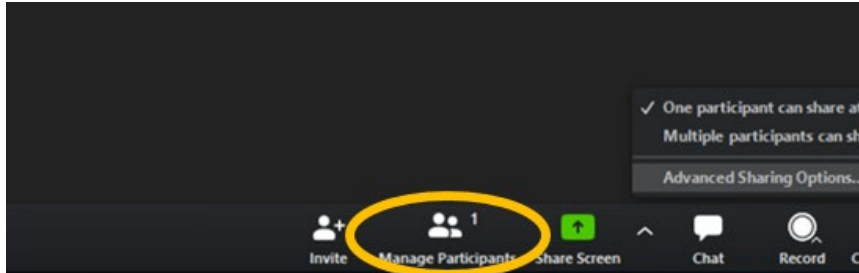 ✓ One participant can share at
Multiple participants can sh
Advanced Sharing Options..
1
Invite Manage Participants Share Screen Chat Record